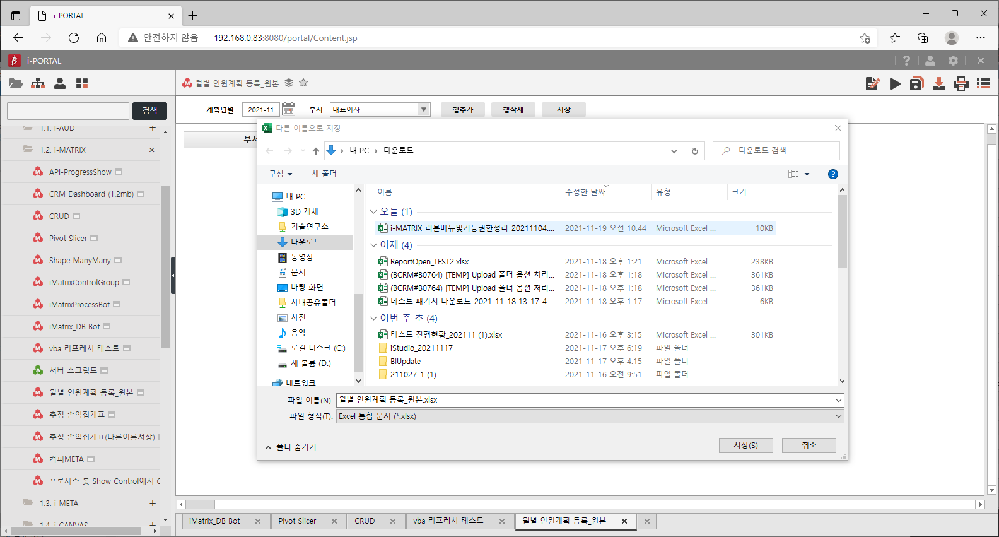 i-PORTAL
안전하지 않음
192.168.0.83:8080/portal/Content.jsp
i-PORTAL
월별 인원계획 등록_원본
검색
계획년월 2021-11 부서 대표이사 행추가 행삭제 저장
1.1. i-AUD
1.2. i-MATRIX
API-ProgressShow
CRM Dashboard (1.2mb)
CRUD
Pivot Slicer
Shape ManyMany
iMatrixControlGroup
iMatrixProcessBot
iMatrix_DB Bot
vba 리프레시 테스트
서버 스크립트
월별 인원계획 등록_원본
추정 손익집계표
추정 손익집계표(다른이름저장)
커피META
프로세스 봇 Show Control에시
1.3. i-META
1.4. i-CANVAS
다른 이름으로 저장
내 PC > 다운로드
다운로드 검색
구성 새 폴더
내 PC
3D 개체
기술연구소
다운로드
동영상
문서
바탕 화면
사내공유폴더
사진
음악
로컬 디스크 (C:)
새 볼륨 (D:)
네트워크
이름 수정한 날짜 유형 크기
오늘 (1)
i-MATRIX_리본메뉴및기능권한정리_20211104.... 2021-11-19 오전 10:44 Microsoft Excel ... 10KB
어제 (4)
ReportOpen_TEST2.xlsx 2021-11-18 오후 1:21 Microsoft Excel ... 238KB
(BCRM#B0764) [TEMP] Upload 폴더 옵션 처리... 2021-11-18 오후 1:18 Microsoft Excel ... 361KB
(BCRM#B0764) [TEMP] Upload 폴더 옵션 처리... 2021-11-18 오후 1:18 Microsoft Excel ... 361KB
테스트 패키지 다운로드_2021-11-18 13_17_4... 2021-11-18 오후 1:17 Microsoft Excel ... 6KB
이번 주 초 (4)
테스트 진행현황_202111 (1).xlsx 2021-11-16 오후 3:15 Microsoft Excel ... 301KB
iStudio_20211117 2021-11-17 오후 6:19 파일 폴더
BIUpdate 2021-11-17 오후 4:15 파일 폴더
211027-1 (1) 2021-11-16 오전 9:51 파일 폴더
파일 이름(N): 월별 인원계획 등록_원본.xlsx
파일 형식(T): Excel 통합 문서 (*.xlsx)
폴더 숨기기
저장(S) 취소
iMatrix_DB Bot
Pivot Slicer
CRUD
vba 리프레시 테스트
월별 인원계획 등록_원본